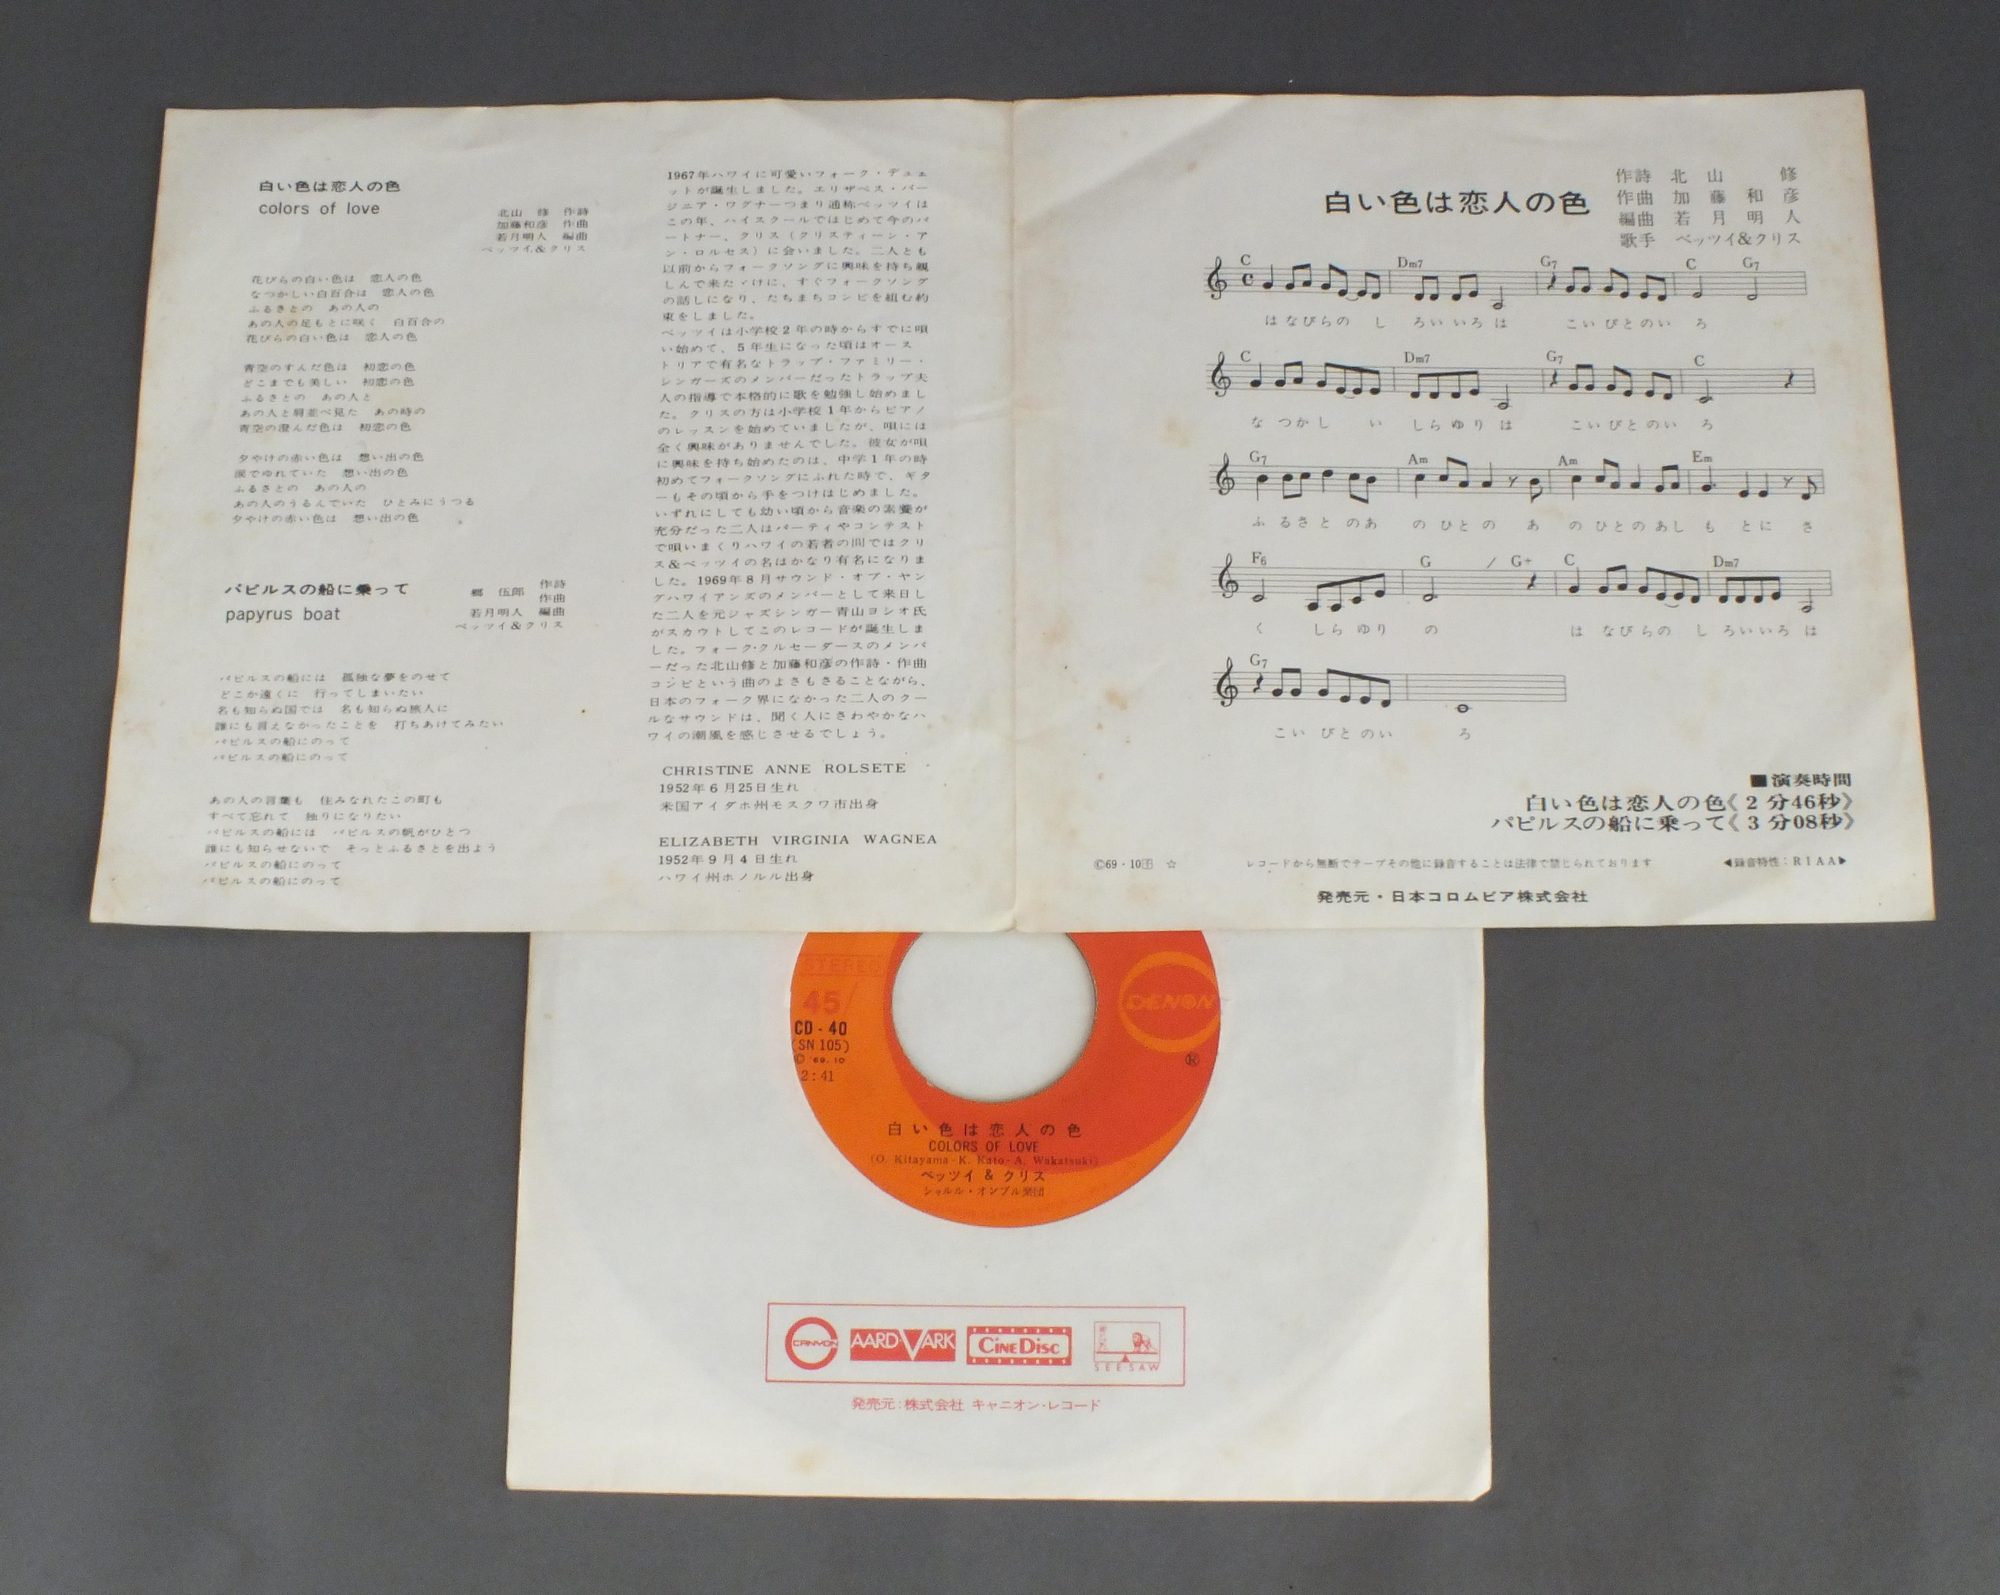 白い色は恋人の色
colors of love
北山 修 作詩
加藤和彦 作曲
若月明人 編曲
ベッツイ&クリス
花びらの白い色は 恋人の色
なつかしい白百合は 恋人の色
ふるさとの あの人の
あの人の足もとに咲く 白百合の
花びらの白い色は 恋人の色
青空のすんだ色は 初恋の色
どこまでも美しい 初恋の色
ふるさとの あの人と
あの人と肩並べ見た あの時の
青空の澄んだ色は 初恋の色
夕やけの赤い色は 想い出の色
涙でゆれていた 想い出の色
ふるさとの あの人の
あの人のうるんでいた ひとみにうつる
夕やけの赤い色は 想い出の色
パピルスの船に乗って
papyrus boat
郷 伍郎 作詩
作曲
若月明人 編曲
ベッツイ&クリス
パピルスの船には 孤独な夢をのせて
どこか遠くに 行ってしまいたい
名も知らぬ国では 名も知らぬ旅人に
誰にも言えなかったことを 打ちあけてみたい
パピルスの船にのって
パピルスの船にのって
あの人の言葉も 住みなれたこの町も
すべて忘れて 独りになりたい
パピルスの船には パピルスの帆がひとつ
誰にも知らせないで そっとふるさとを出よう
パピルスの船にのって
パピルスの船にのって
1967年ハワイに可愛いフォーク・デュエ
ットが誕生しました。エリザベス・バー
ジニア・ワグナーつまり通称ベッツイは
この年、ハイスクールではじめて今のパ
ートナー、クリス(クリスティーン・ア
ン・ロルセス)に会いました。二人とも
以前からフォークソングに興味を持ち親
しんで来たゞけに、すぐフォークソング
の話しになり、たちまちコンビを組む約
束をしました。
ベッツイは小学校2年の時からすでに唄
い始めて、5年生になった頃はオース
トリアで有名なトラップ・ファミリー・
シンガーズのメンバーだったトラップ夫
人の指導で本格的に歌を勉強し始めまし
た。クリスの方は小学校1年からピアノ
のレッスンを始めていましたが、唄には
全く興味がありませんでした。彼女が唄
に興味を持ち始めたのは、中学1年の時
初めてフォークソングにふれた時で、ギタ
ーもその頃から手をつけはじめました。
いずれにしても幼い頃から音楽の素養が
充分だった二人はパーティやコンテスト
で唄いまくりハワイの若者の間ではクリ
ス&ベッツイの名はかなり有名になりま
した。1969年8月サウンド・オブ・ヤン
グハワイアンズのメンバーとして来日し
た二人を元ジャズシンガー青山ヨシオ氏
がスカウトしてこのレコードが誕生しま
した。フォーク・クルセーダースのメンバ
ーだった北山修と加藤和彦の作詩・作曲
コンビという曲のよさもさることながら、
日本のフォーク界になかった二人のクー
ルなサウンドは、聞く人にさわやかなハ
ワイの潮風を感じさせるでしょう。
CHRISTINE ANNE ROLSETE
1952年6月25日生れ
米国アイダホ州モスクワ市出身
ELIZABETH VIRGINIA WAGNEA
1952年9月4日生れ
ハワイ州ホノルル出身
白い色は恋人の色
作詩 北山 修
作曲 加藤和彦
編曲 若月明人
歌手 ベッツイ&クリス
C Dm7 G7 C G7
はなびらの し ろいいろは こいびとのい ろ
C Dm7 G7 C
な つかし い しらゆりは こいびとのい ろ
G7 Am Am Em
ふ るさと のあ のひとの あ のひとのあし も とに さ
F6 G / G+ C Dm7
く しらゆり の は なびらの し ろいいろ は
G7
こい びとのい ろ
■演奏時間
白い色は恋人の色《2分46秒》
パピルスの船に乗って《3分08秒》
©69・10 ☆ レコードから無断でテープその他に録音することは法律で禁じられております ◀録音特性:RIAA▶
発売元・日本コロムビア株式会社
STEREO
45/
CD-40
(SN 105)
© '69.10
2:41
DENON
®
白い色は恋人の色
COLORS OF LOVE
(O. Kitayama-K. Kato-A. Wakatsuki)
ベッツイ & クリス
シャルル・オンブル楽団
CANYON AARD-VARK CINEDISC SEE-SAW
発売元:株式会社 キャニオン・レコード